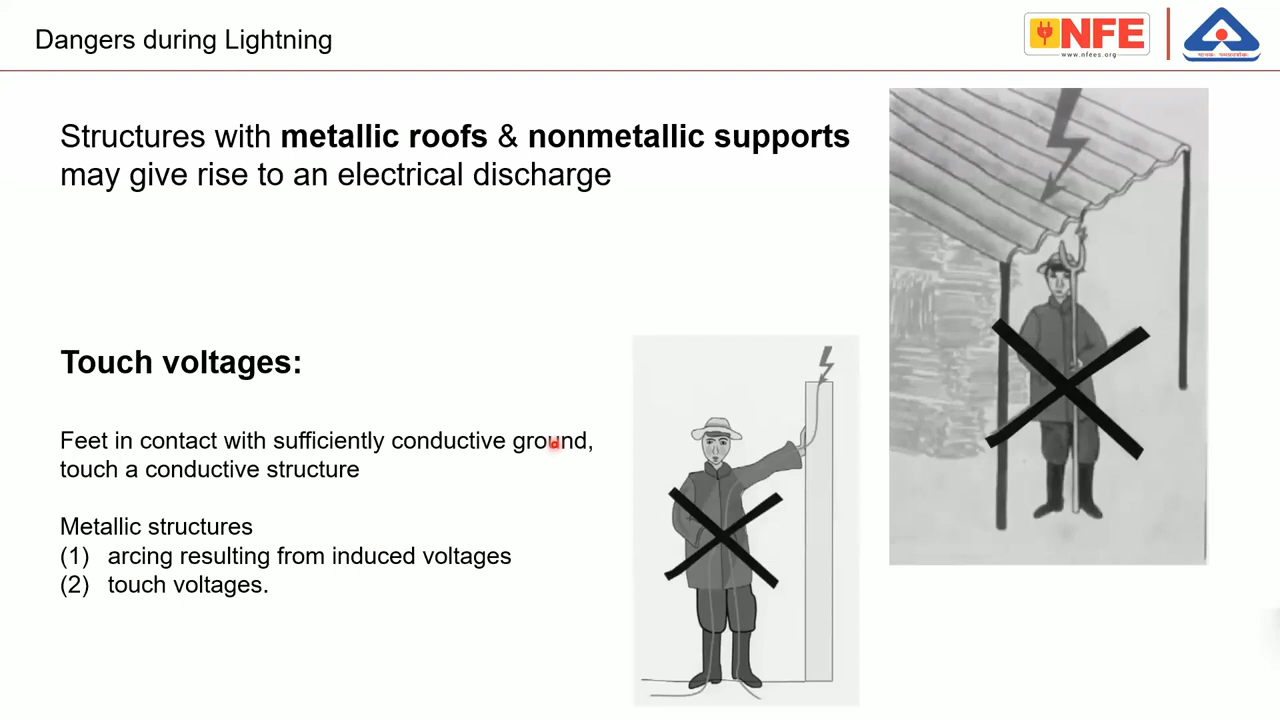 Dangers during Lightning
NFE
www.nfees.org
Structures with metallic roofs & nonmetallic supports
may give rise to an electrical discharge
Touch voltages:
Feet in contact with sufficiently conductive ground,
touch a conductive structure
Metallic structures
(1) arcing resulting from induced voltages
(2) touch voltages.